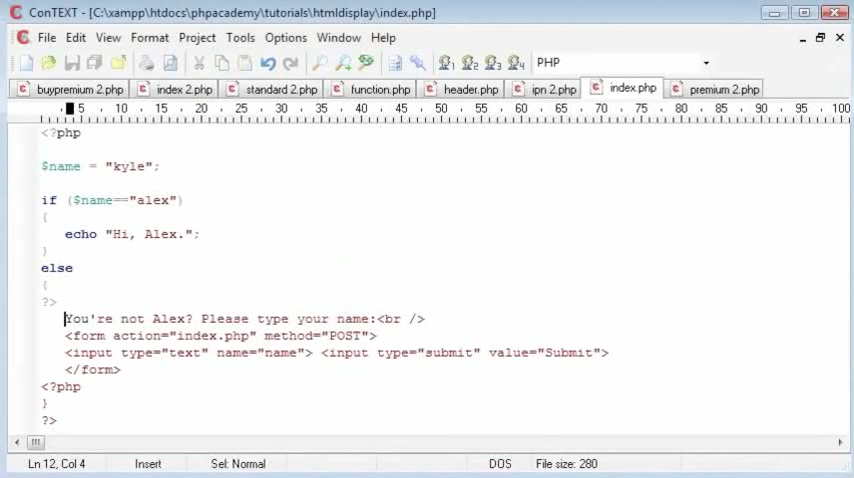 ConTEXT - [C:\xampp\htdocs\phpacademy\tutorials\htmldisplay\index.php]
File Edit View Format Project Tools Options Window Help
1 2 3 4 PHP
buypremium 2.php index 2.php standard 2.php function.php header.php ipn 2.php index.php premium 2.php
5 10 15 20 25 30 35 40 45 50 55 60 65 70 75 80 85 90 95 100
<?php
$name = "kyle";
if ($name=="alex")
{
echo "Hi, Alex.";
}
else
{
?>
You're not Alex? Please type your name:<br />
<form action="index.php" method="POST">
<input type="text" name="name"> <input type="submit" value="Submit">
</form>
<?php
}
?>
Ln 12, Col 4 Insert Sel: Normal DOS File size: 280